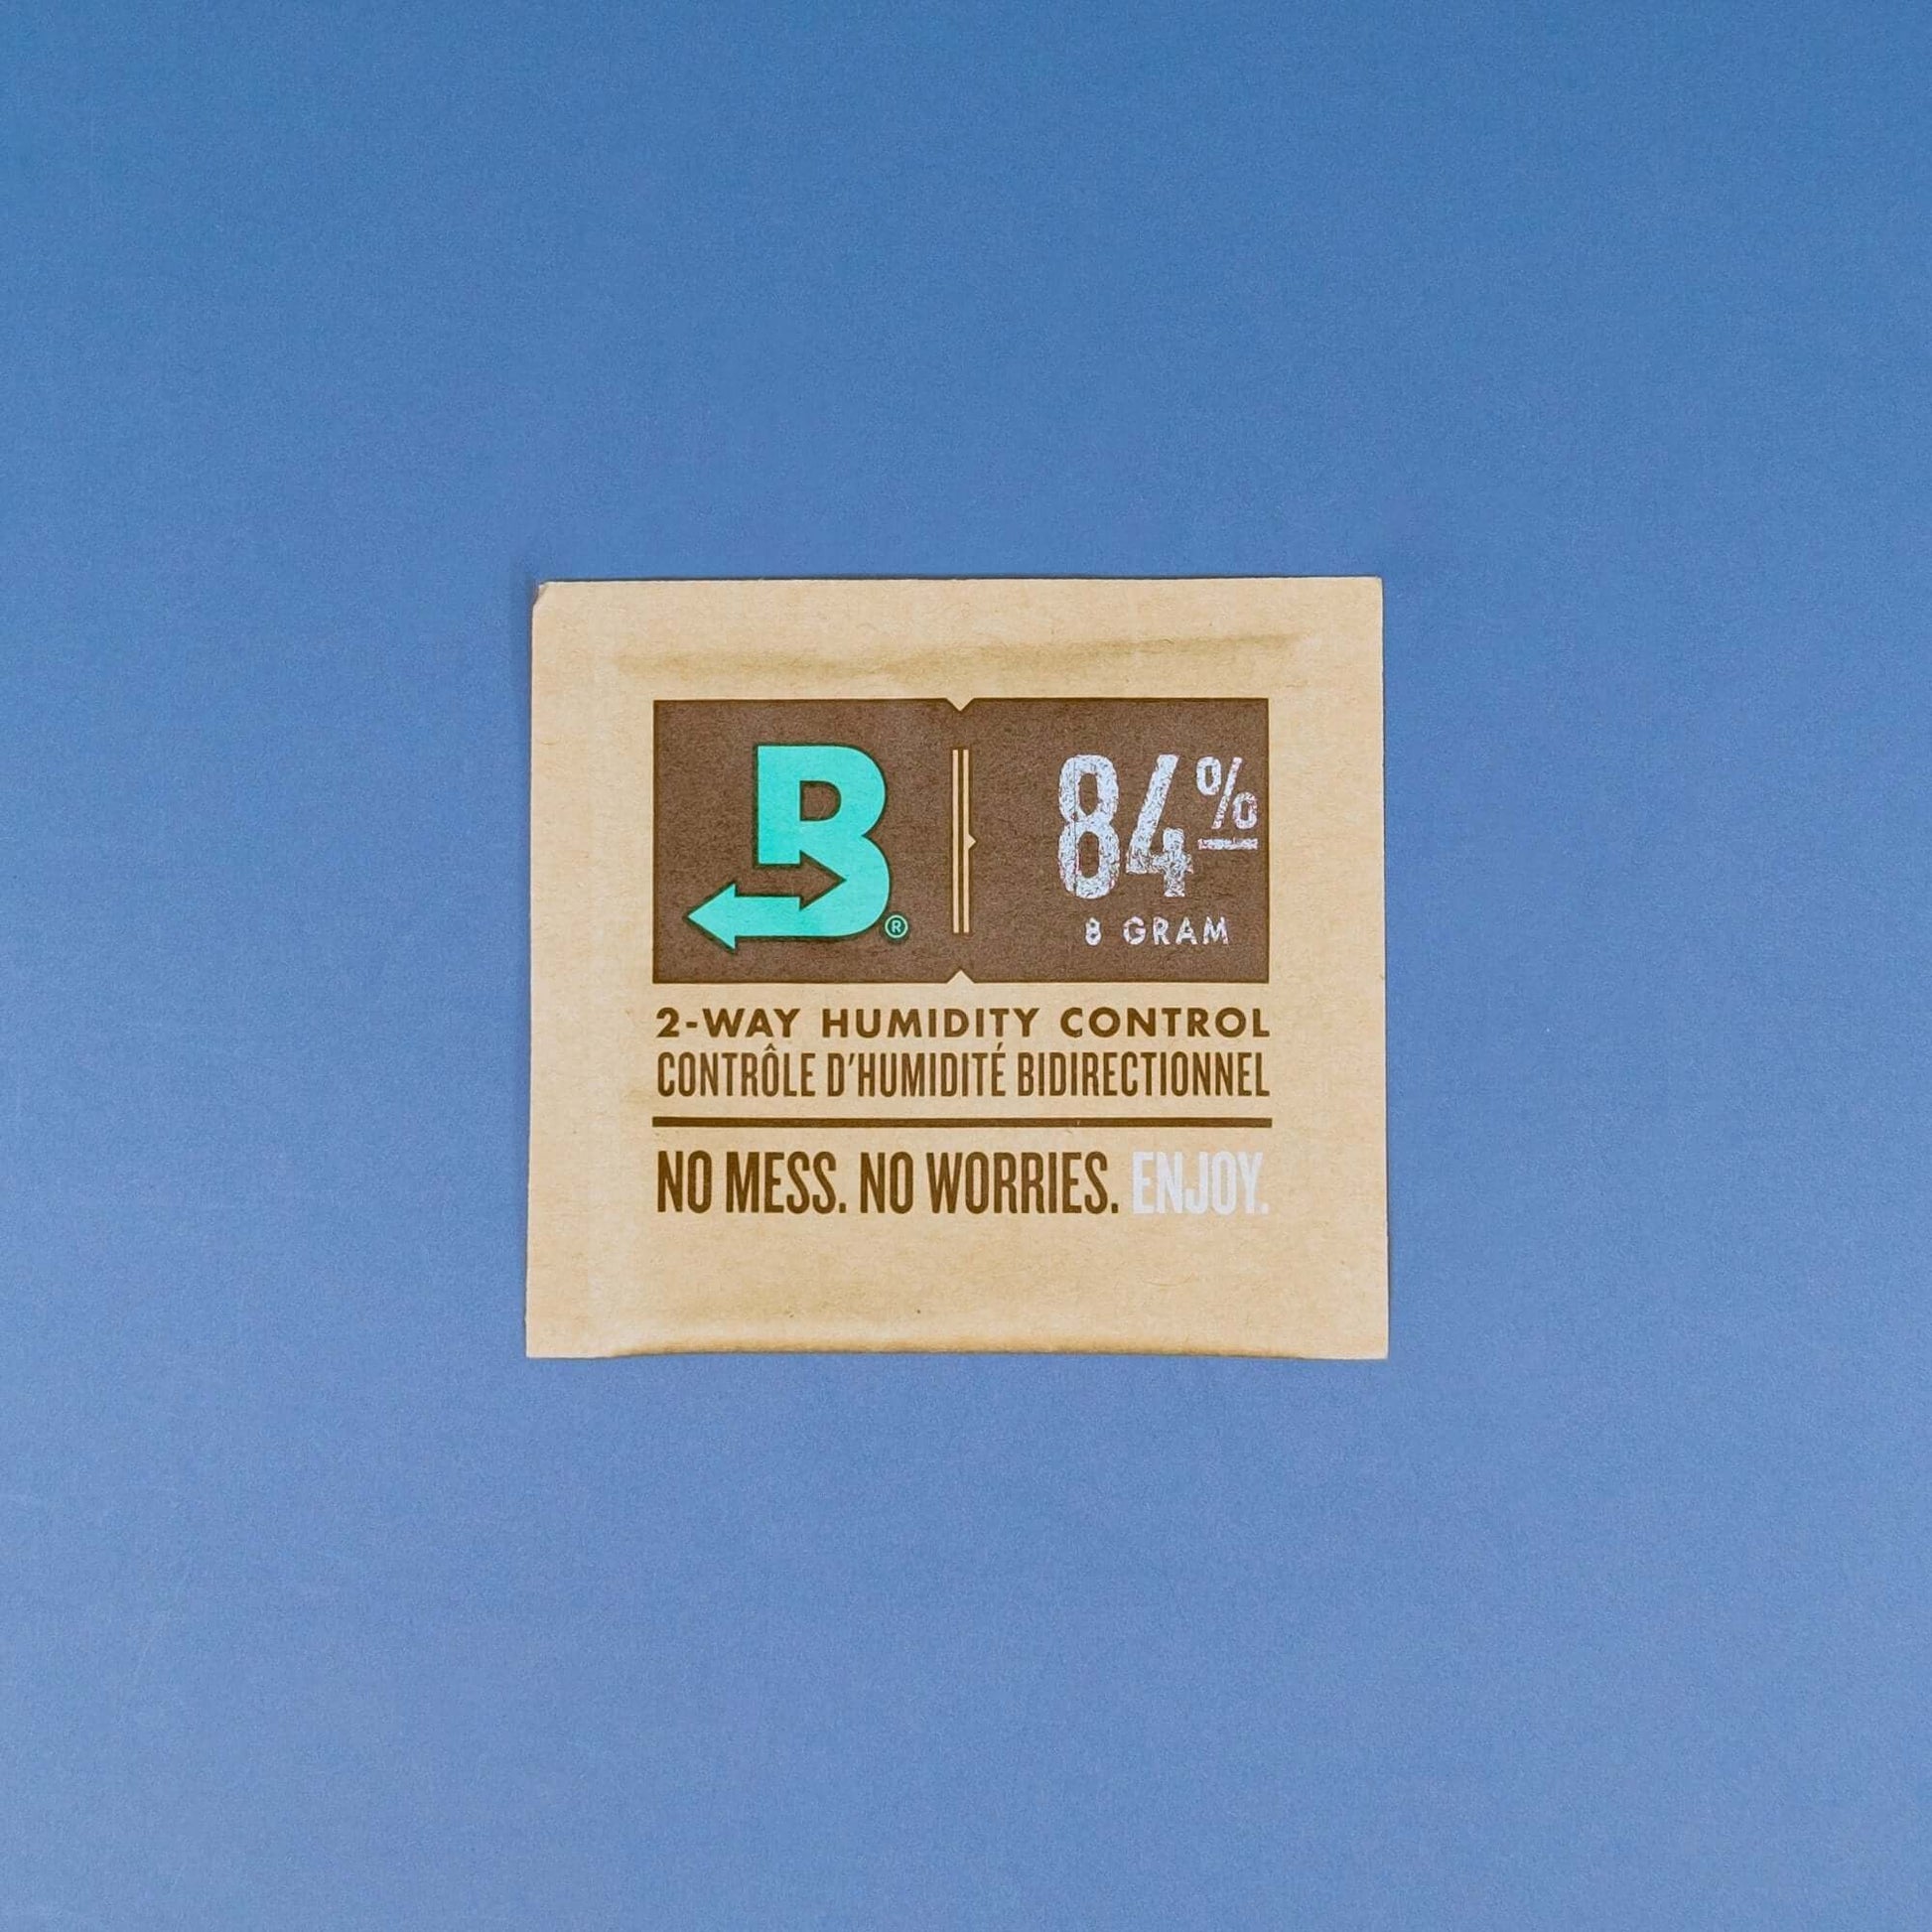 B®
84%
8 GRAM
2-WAY HUMIDITY CONTROL
CONTRÔLE D'HUMIDITÉ BIDIRECTIONNEL
NO MESS. NO WORRIES. ENJOY.